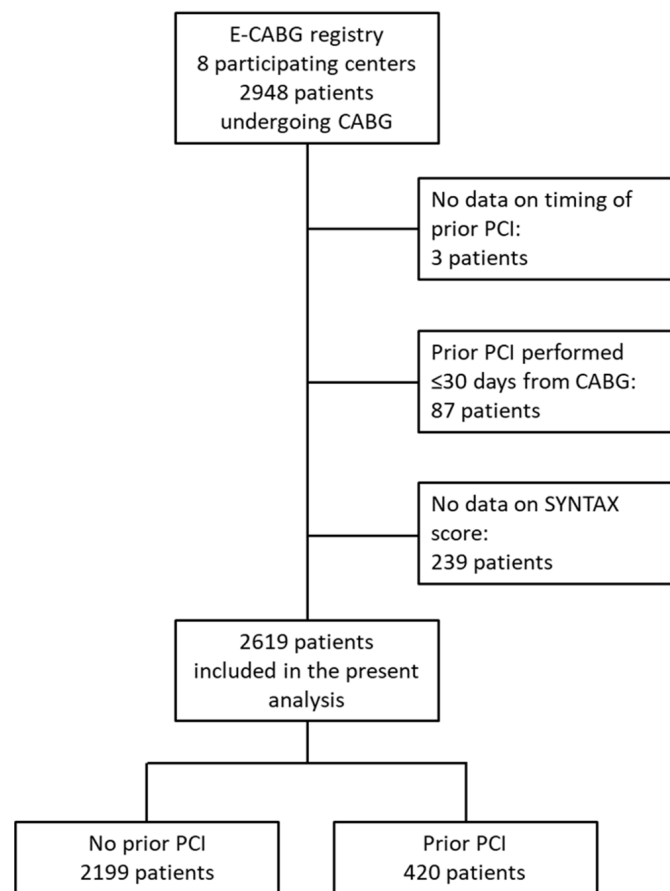 E-CABG registry
8 participating centers
2948 patients
undergoing CABG
No data on timing of
prior PCI:
3 patients
Prior PCI performed
≤30 days from CABG:
87 patients
No data on SYNTAX
score:
239 patients
2619 patients
included in the present
analysis
No prior PCI
2199 patients
Prior PCI
420 patients